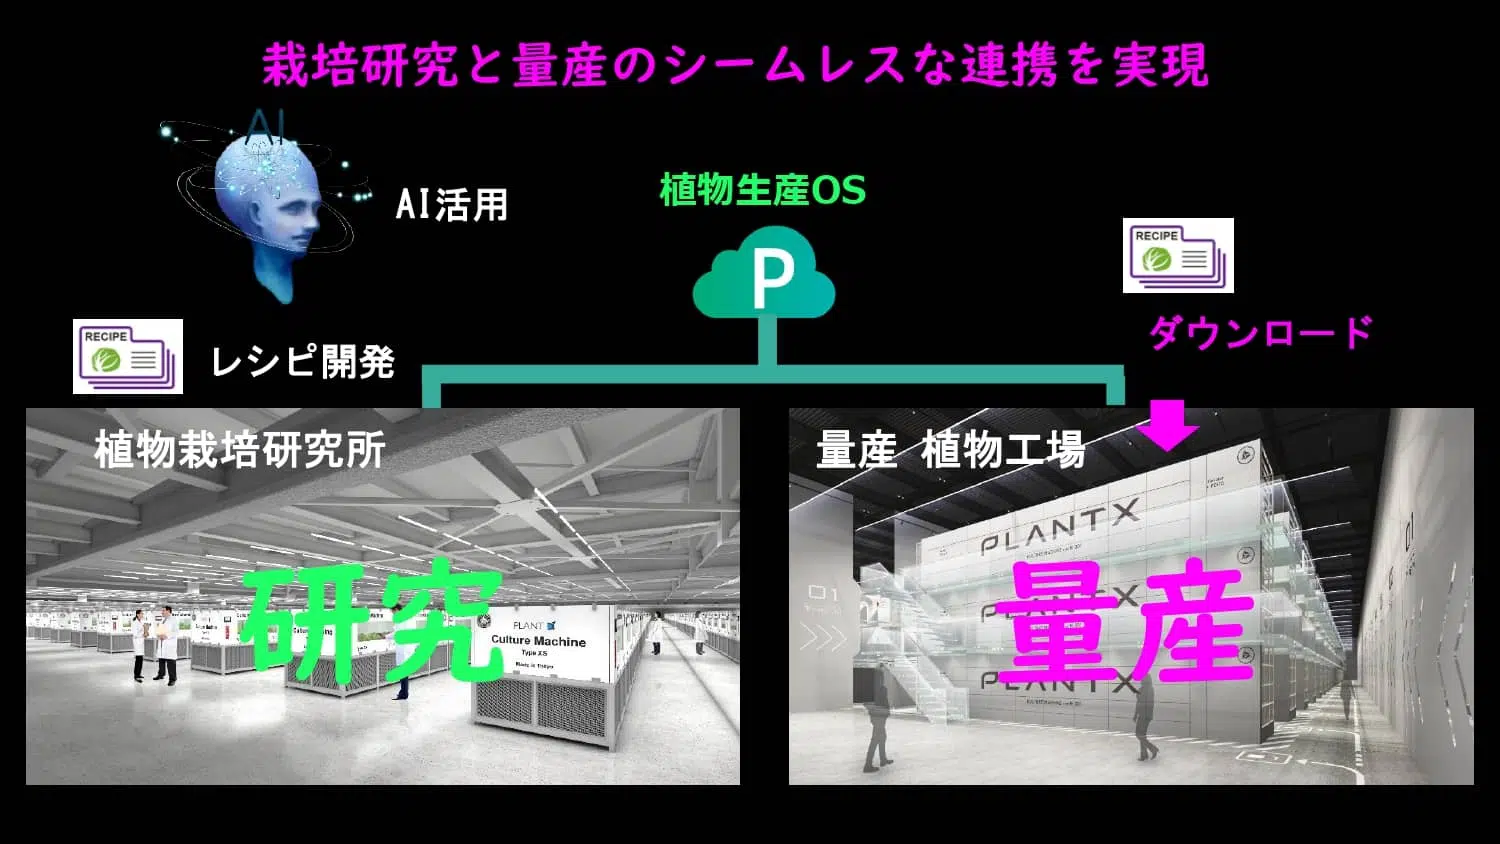 栽培研究と量産のシームレスな連携を実現
AI
AI活用
植物生産OS
P
RECIPE
ダウンロード
RECIPE
レシピ開発
植物栽培研究所
研究
PLANT
Culture Machine
Type XS
Made in Tokyo
量産 植物工場
PLANTX
01
量産
PLANTX
PLANTX
01